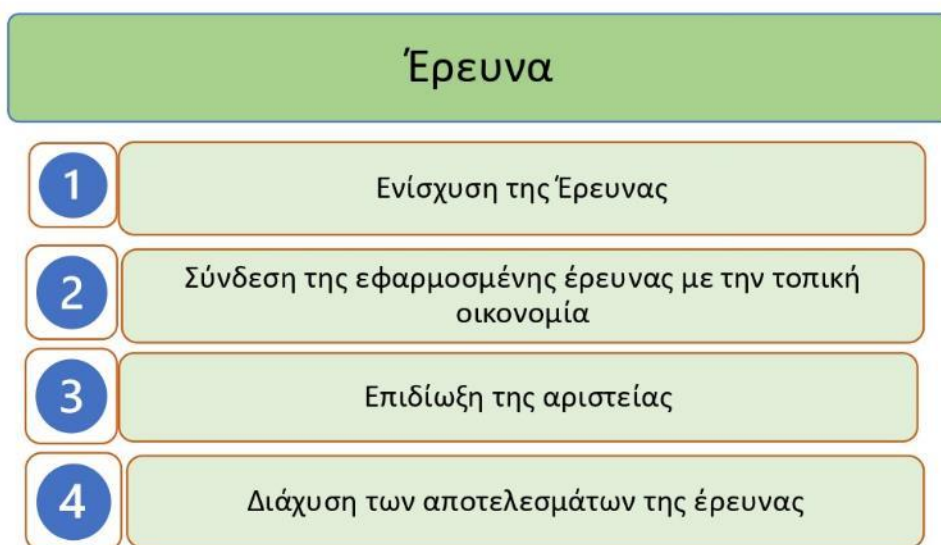 Έρευνα
1
Ενίσχυση της Έρευνας
2
Σύνδεση της εφαρμοσμένης έρευνας με την τοπική
οικονομία
3
Επιδίωξη της αριστείας
4
Διάχυση των αποτελεσμάτων της έρευνας